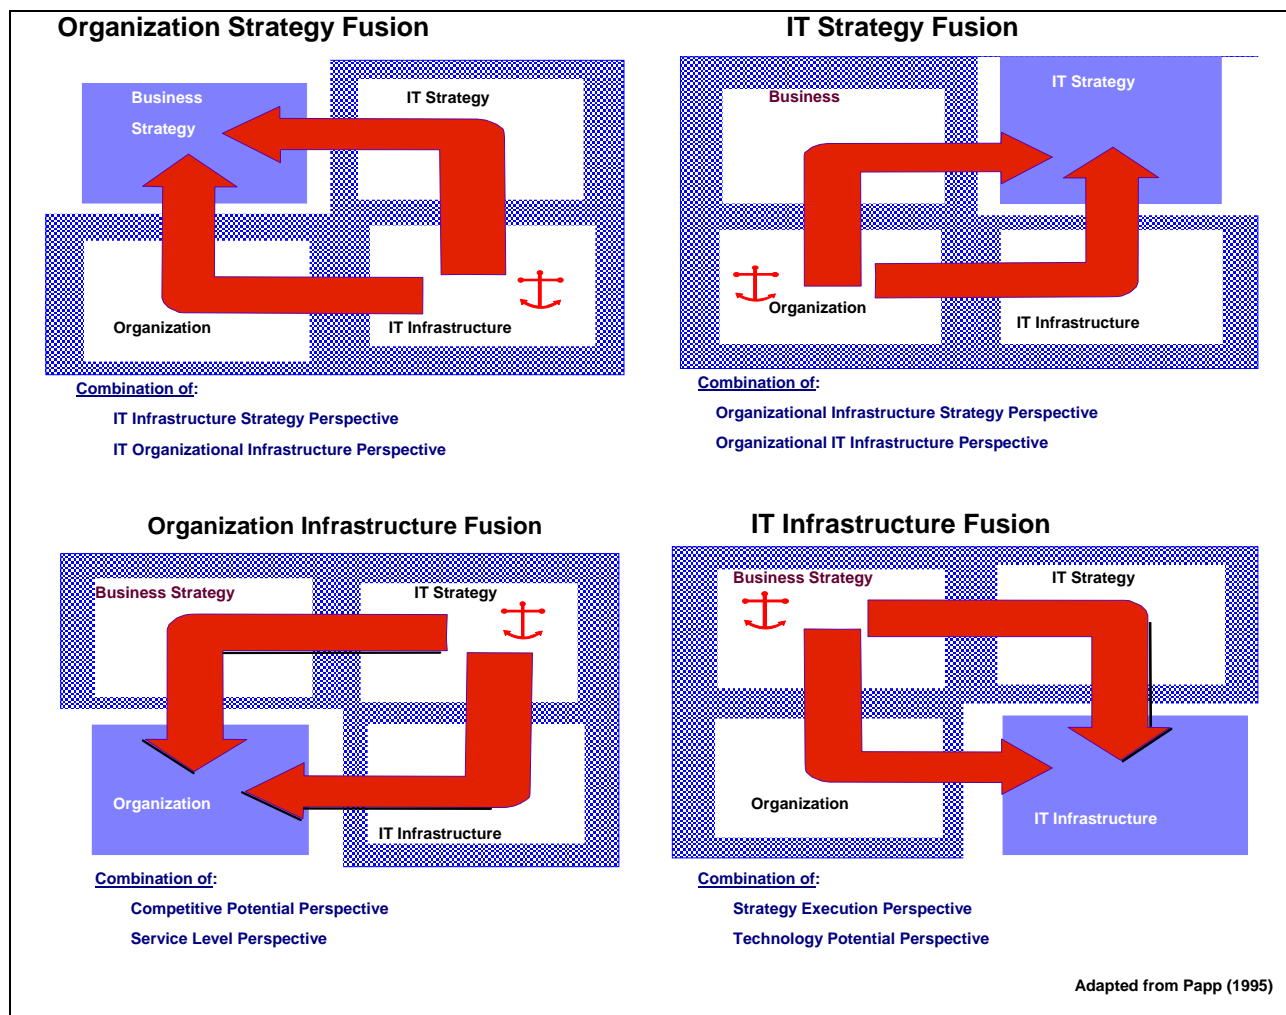 Organization Strategy Fusion
Business
Strategy
IT Strategy
Organization
IT Infrastructure
Combination of:
IT Infrastructure Strategy Perspective
IT Organizational Infrastructure Perspective
IT Strategy Fusion
Business
IT Strategy
Organization
IT Infrastructure
Combination of:
Organizational Infrastructure Strategy Perspective
Organizational IT Infrastructure Perspective
Organization Infrastructure Fusion
Business Strategy
IT Strategy
Organization
IT Infrastructure
Combination of:
Competitive Potential Perspective
Service Level Perspective
IT Infrastructure Fusion
Business Strategy
IT Strategy
Organization
IT Infrastructure
Combination of:
Strategy Execution Perspective
Technology Potential Perspective
Adapted from Papp (1995)